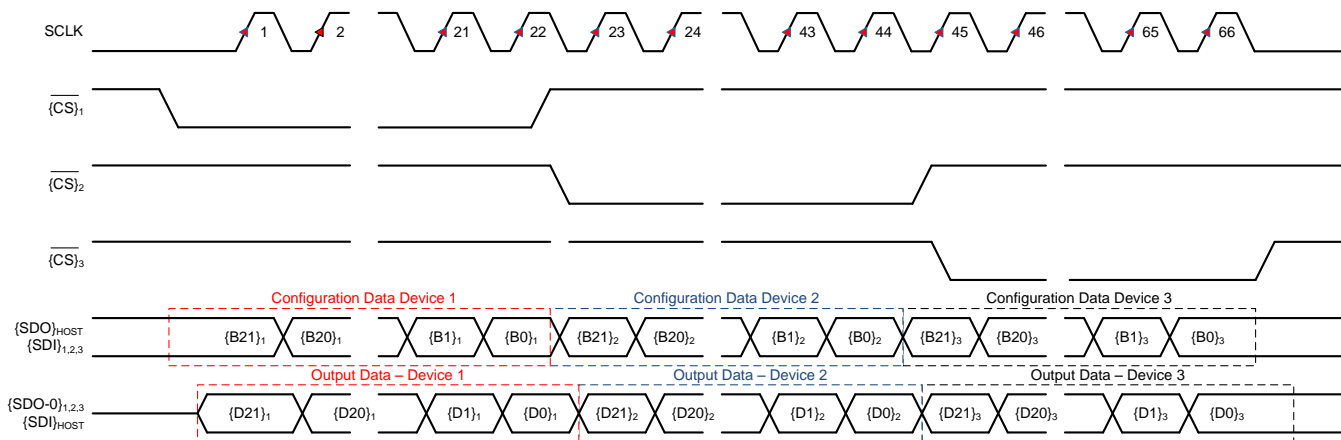 SCLK 1 2 21 22 23 24 43 44 45 46 65 66
{CS}1
{CS}2
{CS}3
Configuration Data Device 1 Configuration Data Device 2 Configuration Data Device 3
{SDO}HOST
{SDI}1,2,3
{B21}1 {B20}1 {B1}1 {B0}1 {B21}2 {B20}2 {B1}2 {B0}2 {B21}3 {B20}3 {B1}3 {B0}3
Output Data – Device 1 Output Data – Device 2 Output Data – Device 3
{SDO-0}1,2,3
{SDI}HOST
{D21}1 {D20}1 {D1}1 {D0}1 {D21}2 {D20}2 {D1}2 {D0}2 {D21}3 {D20}3 {D1}3 {D0}3